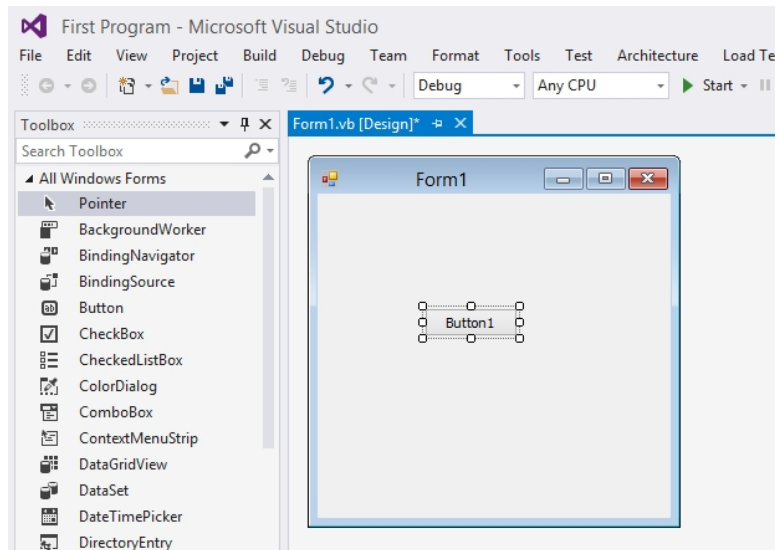 First Program - Microsoft Visual Studio
File Edit View Project Build Debug Team Format Tools Test Architecture Load Te
Debug Any CPU Start
Toolbox
Form1.vb [Design]*
Search Toolbox
All Windows Forms
Form1
Pointer
BackgroundWorker
BindingNavigator
BindingSource
Button
Button1
CheckBox
CheckedListBox
ColorDialog
ComboBox
ContextMenuStrip
DataGridView
DataSet
DateTimePicker
DirectoryEntry